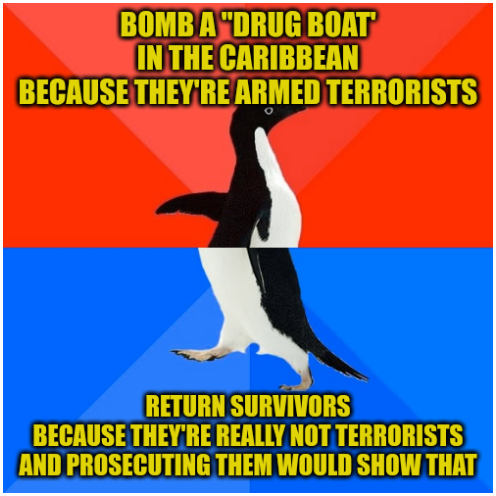 BOMB A "DRUG BOAT'
IN THE CARIBBEAN
BECAUSE THEY'RE ARMED TERRORISTS
RETURN SURVIVORS
BECAUSE THEY'RE REALLY NOT TERRORISTS
AND PROSECUTING THEM WOULD SHOW THAT